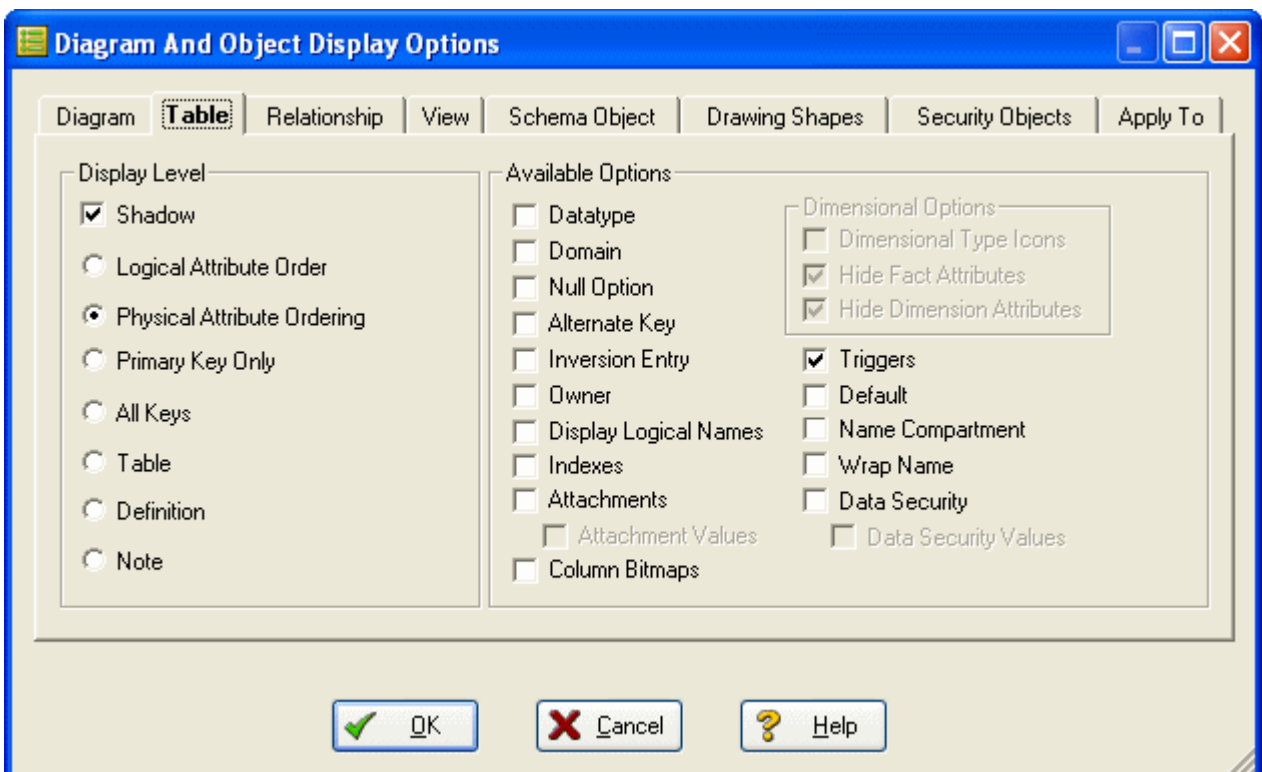 Diagram And Object Display Options
Diagram Table Relationship View Schema Object Drawing Shapes Security Objects Apply To
Display Level
Shadow
Logical Attribute Order
Physical Attribute Ordering
Primary Key Only
All Keys
Table
Definition
Note
Available Options
Datatype
Domain
Null Option
Alternate Key
Inversion Entry
Owner
Display Logical Names
Indexes
Attachments
Attachment Values
Column Bitmaps
Dimensional Options
Dimensional Type Icons
Hide Fact Attributes
Hide Dimension Attributes
Triggers
Default
Name Compartment
Wrap Name
Data Security
Data Security Values
OK Cancel Help